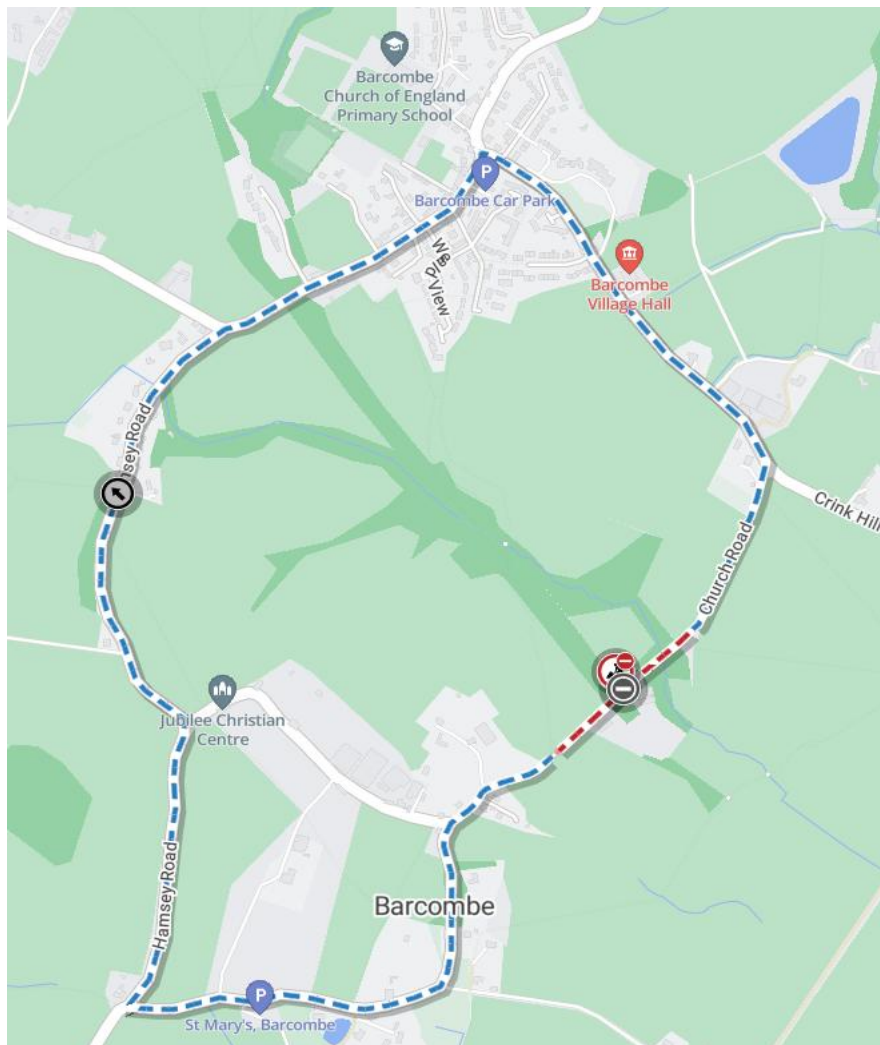 Barcombe
Church of England
Primary School
P
Barcombe Car Park
Barcombe
Village Hall
Crink Hill
Church Road
Jubilee Christian
Centre
Hamsey Road
Barcombe
P
St Mary's, Barcombe